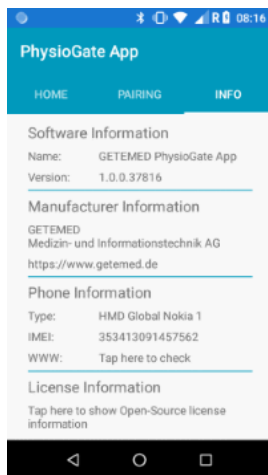 R 08:16
PhysioGate App
HOME PAIRING INFO
Software Information
Name: GETEMED PhysioGate App
Version: 1.0.0.37816
Manufacturer Information
GETEMED
Medizin- und Informationstechnik AG
https://www.getemed.de
Phone Information
Type: HMD Global Nokia 1
IMEI: 353413091457562
WWW: Tap here to check
License Information
Tap here to show Open-Source license
information